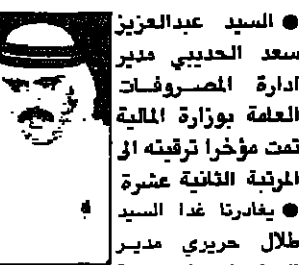 ● السيد عبدالعزيز
سعد الحديبي مدير
ادارة المصروفات
العامة بوزارة المالية
تمت مؤخرا ترقيته الى
المرتبة الثانية عشرة
● يغادرنا غدا السيد
طلال حريري مدير